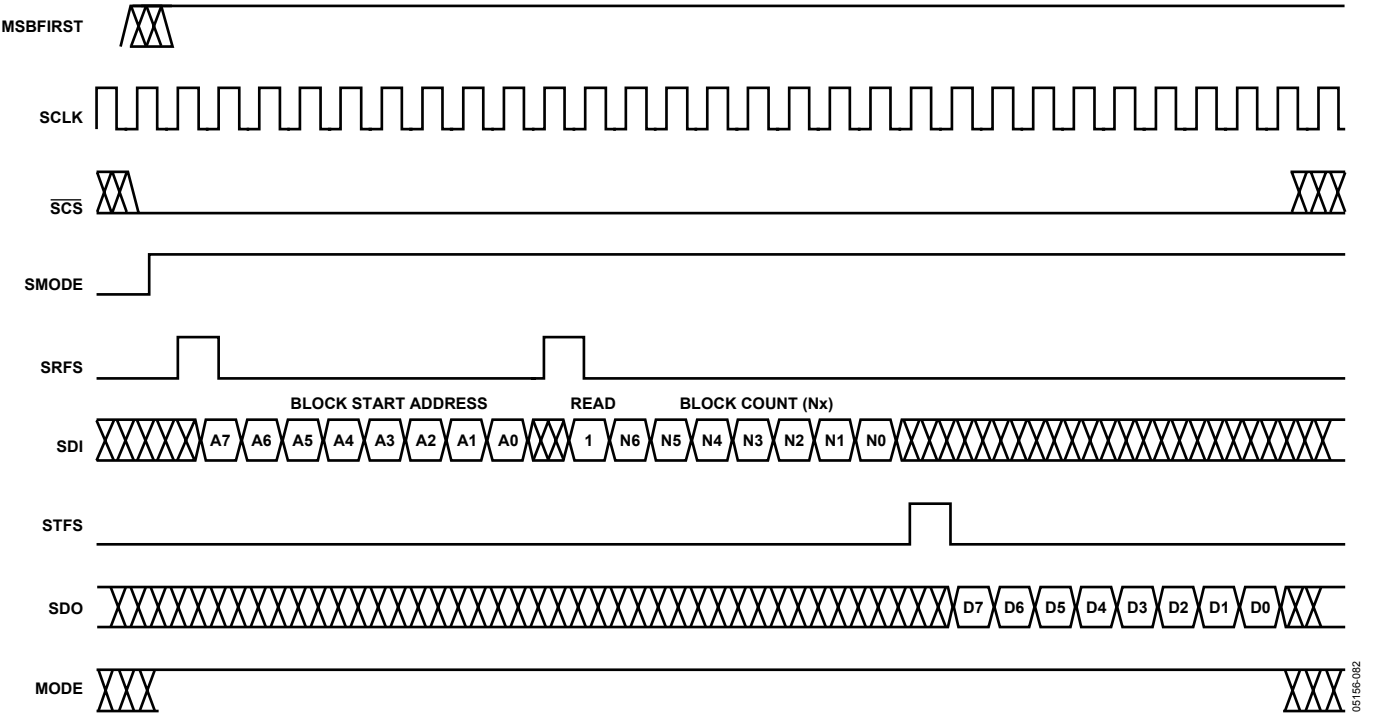 MSBFIRST
SCLK
SCS
SMODE
SRFS
BLOCK START ADDRESS READ BLOCK COUNT (Nx)
SDI A7 A6 A5 A4 A3 A2 A1 A0 1 N6 N5 N4 N3 N2 N1 N0
STFS
SDO D7 D6 D5 D4 D3 D2 D1 D0
MODE
05156-082